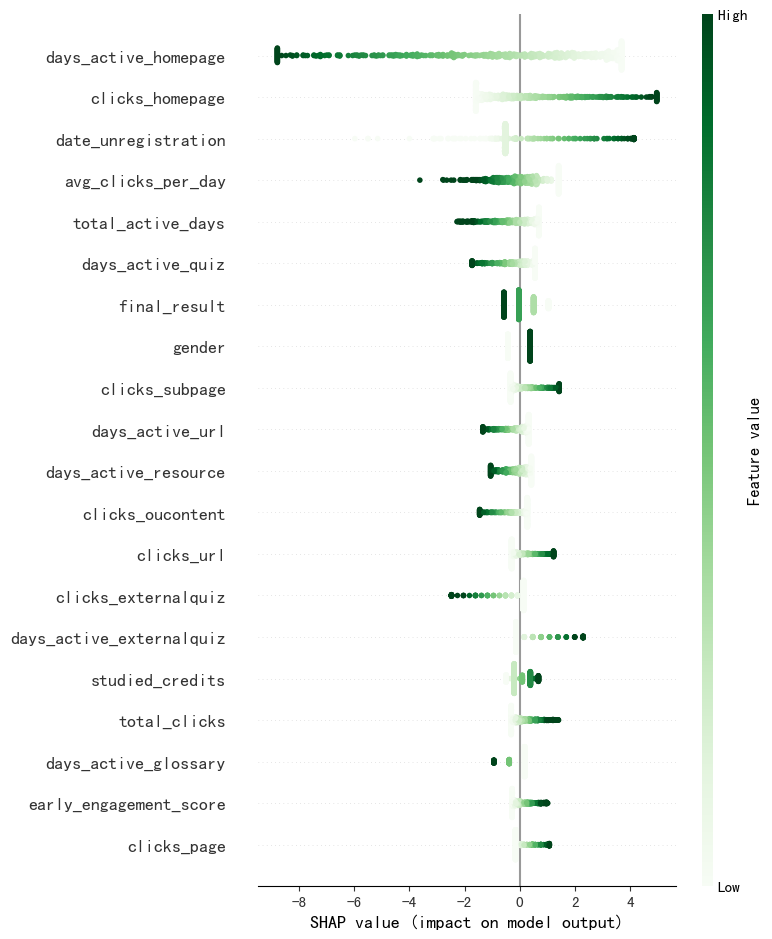 High
days_active_homepage
clicks_homepage
date_unregistration
avg_clicks_per_day
total_active_days
days_active_quiz
final_result
gender
clicks_subpage
days_active_url
days_active_resource
clicks_oucontent
clicks_url
clicks_externalquiz
days_active_externalquiz
studied_credits
total_clicks
days_active_glossary
early_engagement_score
clicks_page
Feature value
Low
−8 −6 −4 −2 0 2 4
SHAP value (impact on model output)